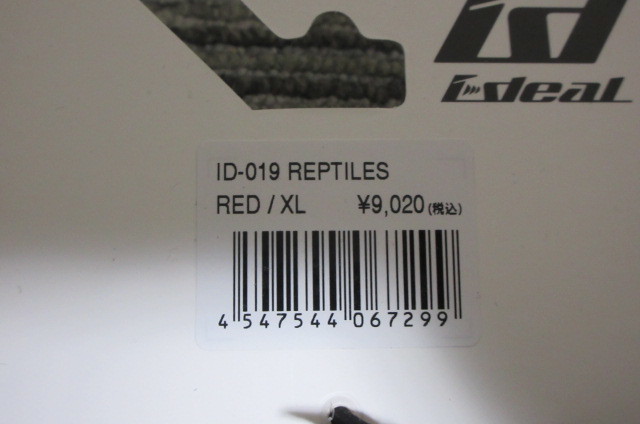 id
ideal
ID-019 REPTILES
RED / XL ¥9,020(税込)
4 547544 067299